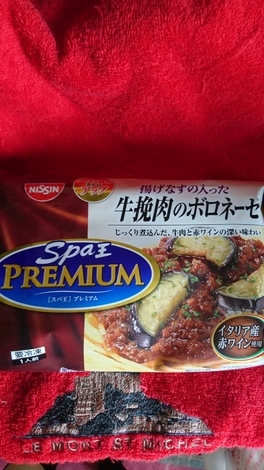 NISSIN
揚げなすの入った
牛挽肉のボロネーゼ
じっくり煮込んだ、牛肉と赤ワインの深い味わい
Spa王
PREMIUM
[スパ王] プレミアム
イタリア産
赤ワイン使用
要冷凍
1人前
LE MONT ST MICHEL